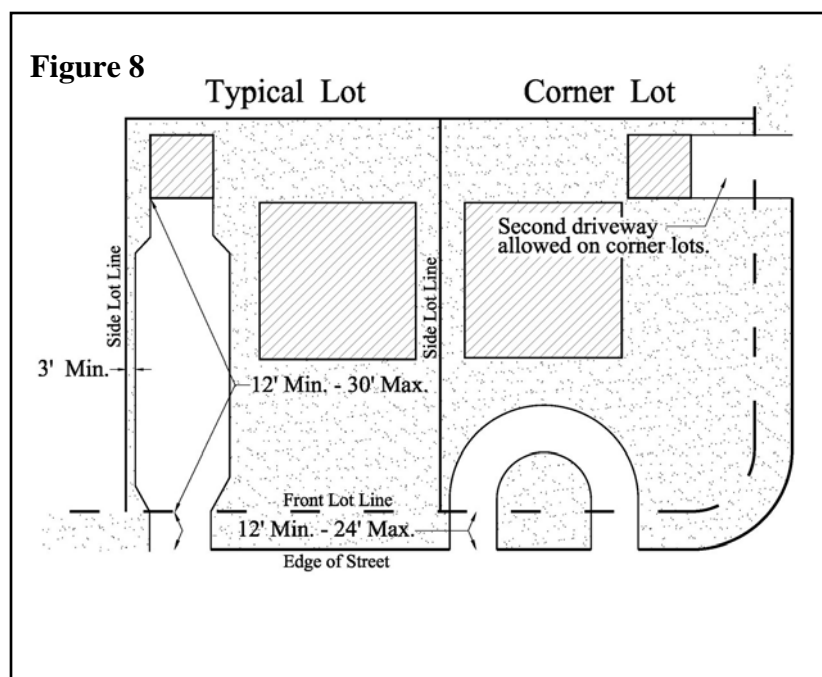 Figure 8
Typical Lot
Corner Lot
Second driveway
allowed on corner lots.
Side Lot Line
Side Lot Line
3' Min.
12' Min. - 30' Max.
Front Lot Line
12' Min. - 24' Max.
Edge of Street